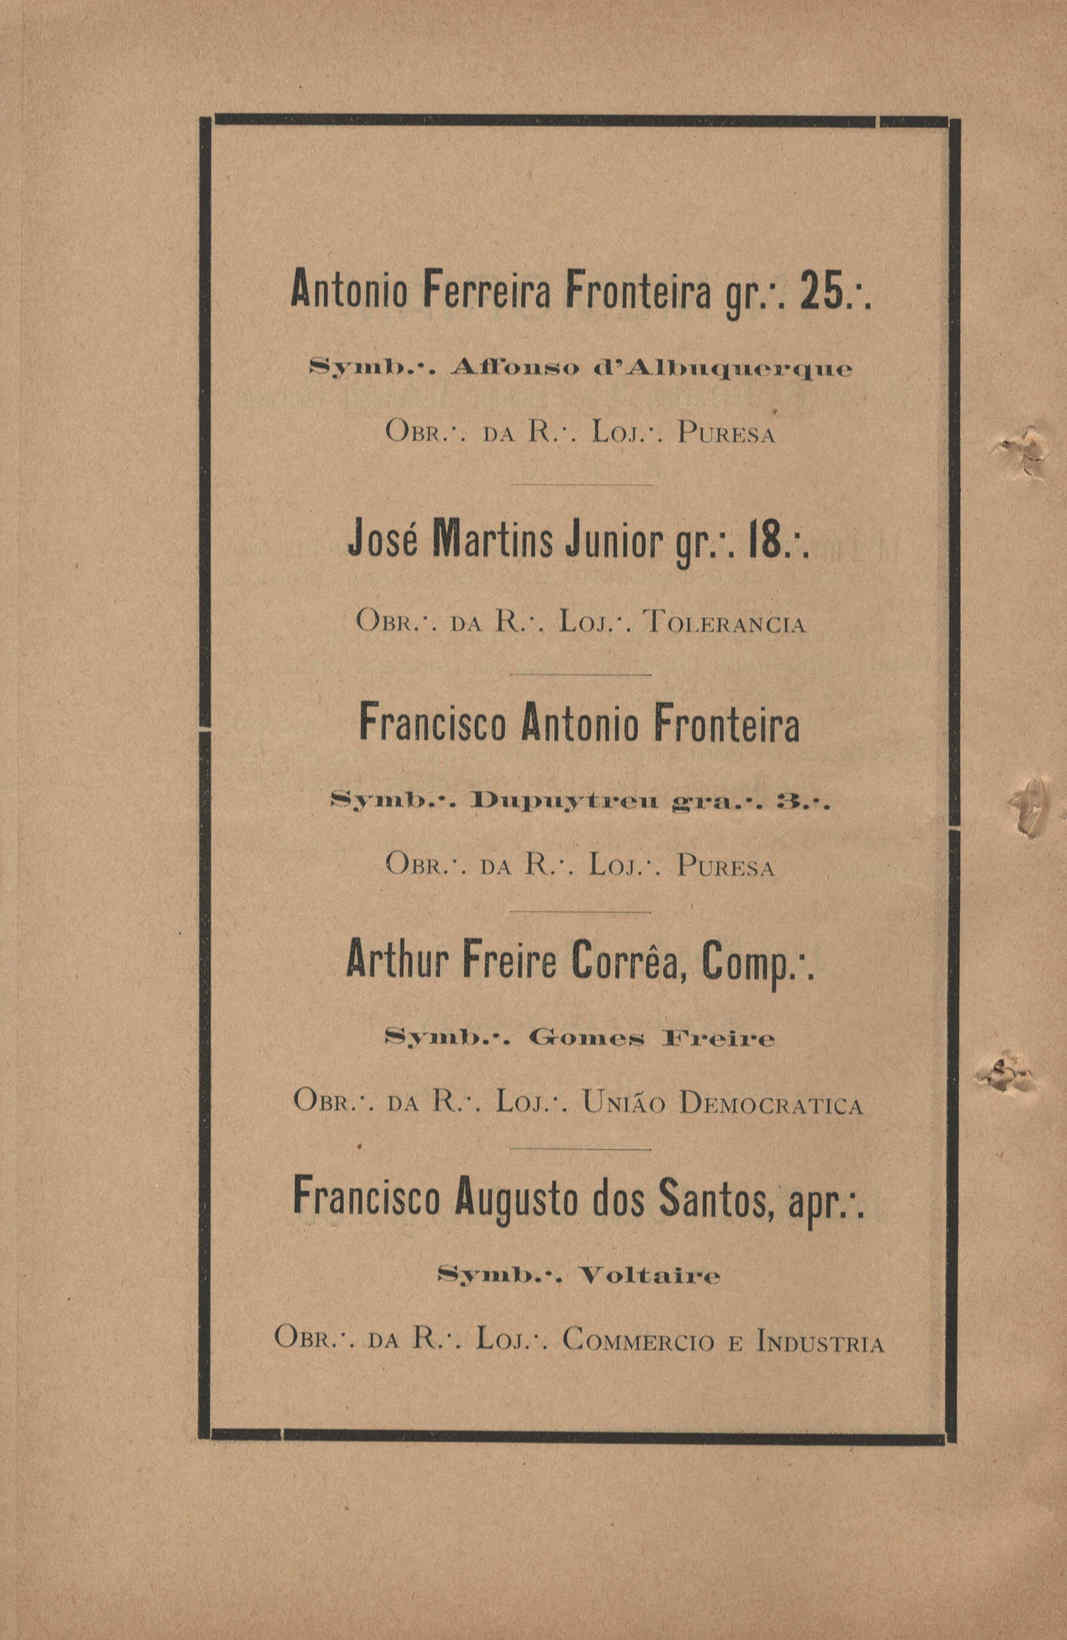 Antonio Ferreira Fronteira gr.∴ 25.∴
Symb.∴ Affonso d'Albuquerque
Obr.∴ da R.∴ Loj.∴ Puresa
José Martins Junior gr.∴ 18.∴
Obr.∴ da R.∴ Loj.∴ Tolerancia
Francisco Antonio Fronteira
Symb.∴ Dupuytreu gra.∴ 3.∴
Obr.∴ da R.∴ Loj.∴ Puresa
Arthur Freire Corrêa, Comp.∴
Symb.∴ Gomes Freire
Obr.∴ da R.∴ Loj.∴ União Democratica
Francisco Augusto dos Santos, apr.∴
Symb.∴ Voltaire
Obr.∴ da R.∴ Loj.∴ Commercio e Industria